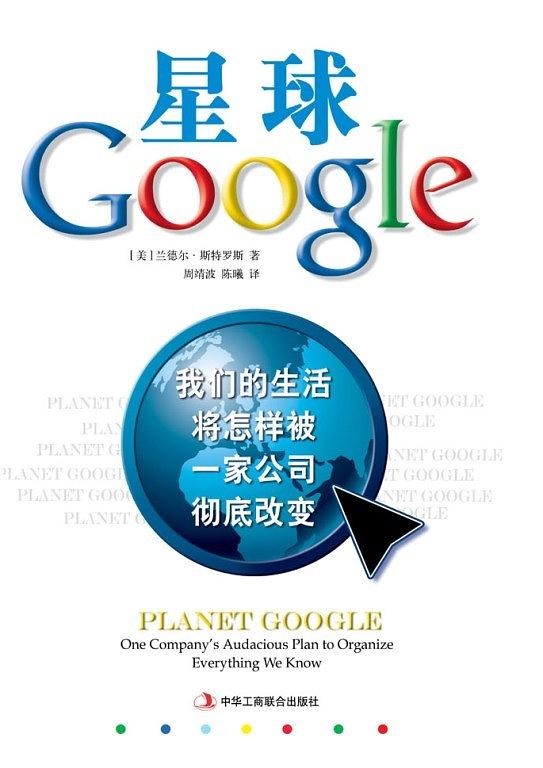 星球
Google
[美]兰德尔·斯特罗斯 著
周靖波 陈曦 译
我们的生活
将怎样被
一家公司
彻底改变
PLANET GOOGLE
PLANET GOOGLE
One Company's Audacious Plan to Organize
Everything We Know
中华工商联合出版社